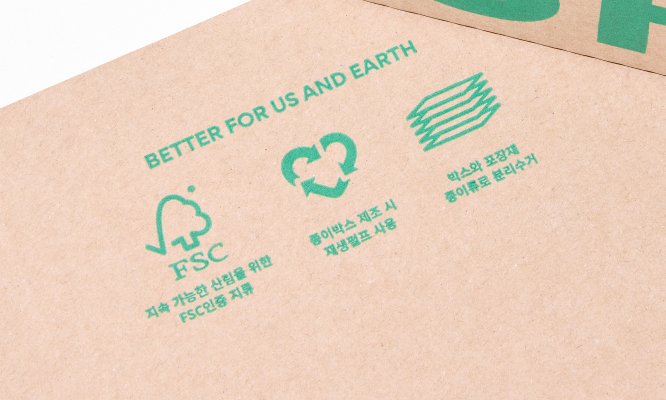 BETTER FOR US AND EARTH
FSC
지속 가능한 산림을 위한
FSC인증 지류
종이박스 제조 시
재생펄프 사용
박스와 포장재
종이류로 분리수거